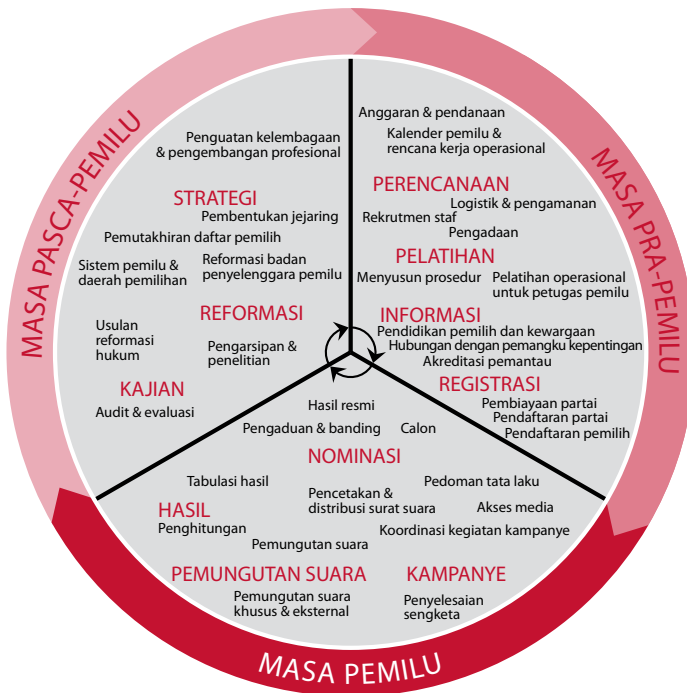 MASA PRA-PEMILU
Anggaran & pendanaan
Kalender pemilu &
rencana kerja operasional
PERENCANAAN
Logistik & pengamanan
Rekrutmen staf
Pengadaan
PELATIHAN
Menyusun prosedur
Pelatihan operasional
untuk petugas pemilu
INFORMASI
Pendidikan pemilih dan kewargaan
Hubungan dengan pemangku kepentingan
Akreditasi pemantau
REGISTRASI
Pembiayaan partai
Pendaftaran partai
Pendaftaran pemilih
MASA PEMILU
Hasil resmi
Pengaduan & banding
Calon
NOMINASI
Tabulasi hasil
Pedoman tata laku
Pencetakan &
distribusi surat suara
Akses media
HASIL
Penghitungan
Koordinasi kegiatan kampanye
Pemungutan suara
PEMUNGUTAN SUARA
KAMPANYE
Pemungutan suara
khusus & eksternal
Penyelesaian
sengketa
MASA PASCA-PEMILU
Penguatan kelembagaan
& pengembangan profesional
STRATEGI
Pembentukan jejaring
Pemutakhiran daftar pemilih
Sistem pemilu &
daerah pemilihan
Reformasi badan
penyelenggara pemilu
REFORMASI
Usulan
reformasi
hukum
Pengarsipan &
penelitian
KAJIAN
Audit & evaluasi